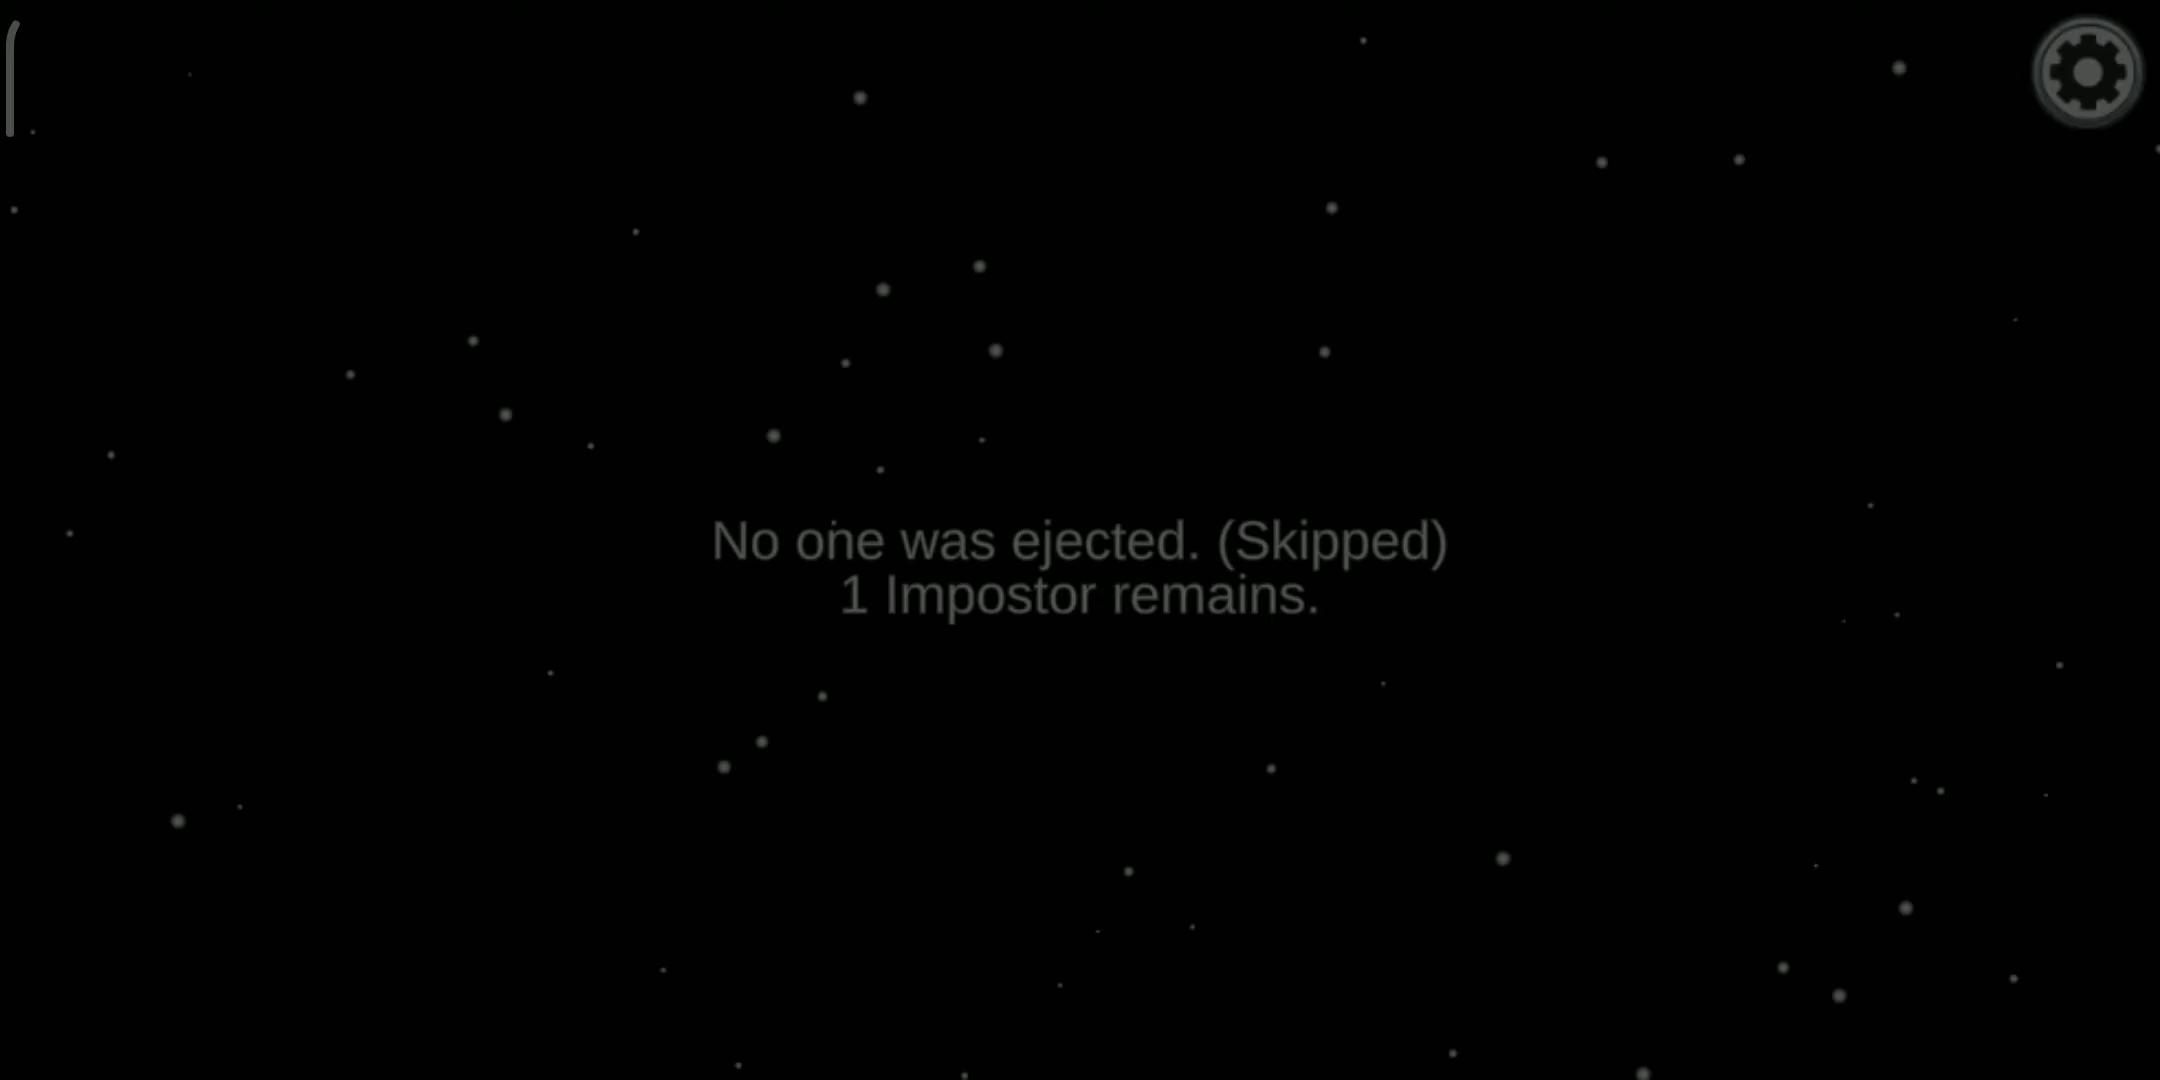 No one was ejected. (Skipped)
1 Impostor remains.